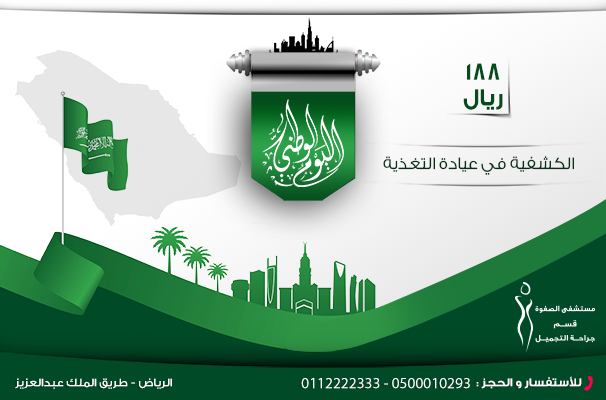 ١٨٨
ريال
اليوم الوطني
الكشفية في عيادة التغذية
مستشفى الصفوة
قسم
جراحة التجميل
للأستفسار و الحجز : 0500010293 - 0112222333
الرياض - طريق الملك عبدالعزيز